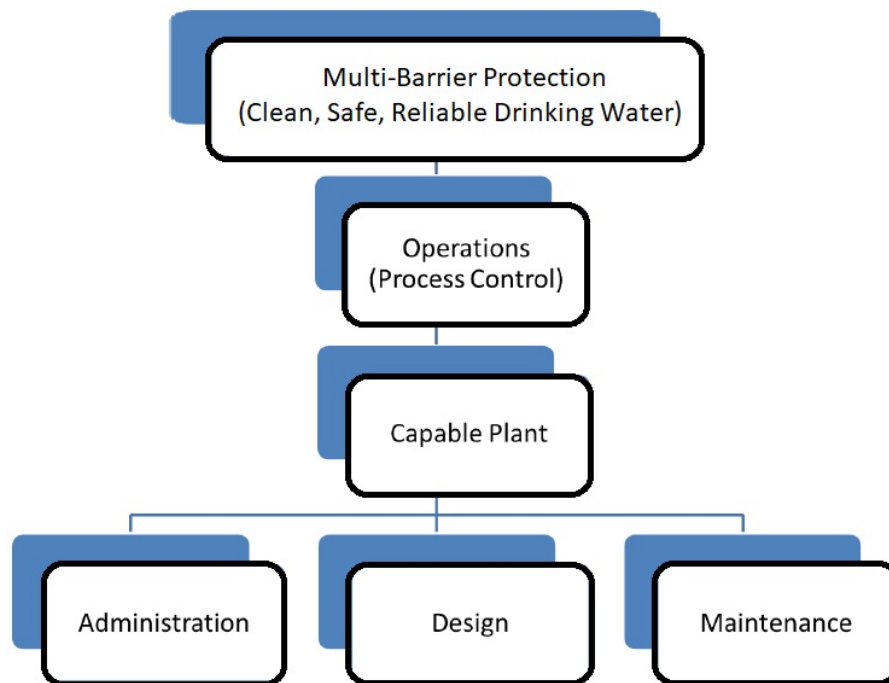 Multi-Barrier Protection
(Clean, Safe, Reliable Drinking Water)
Operations
(Process Control)
Capable Plant
Administration
Design
Maintenance